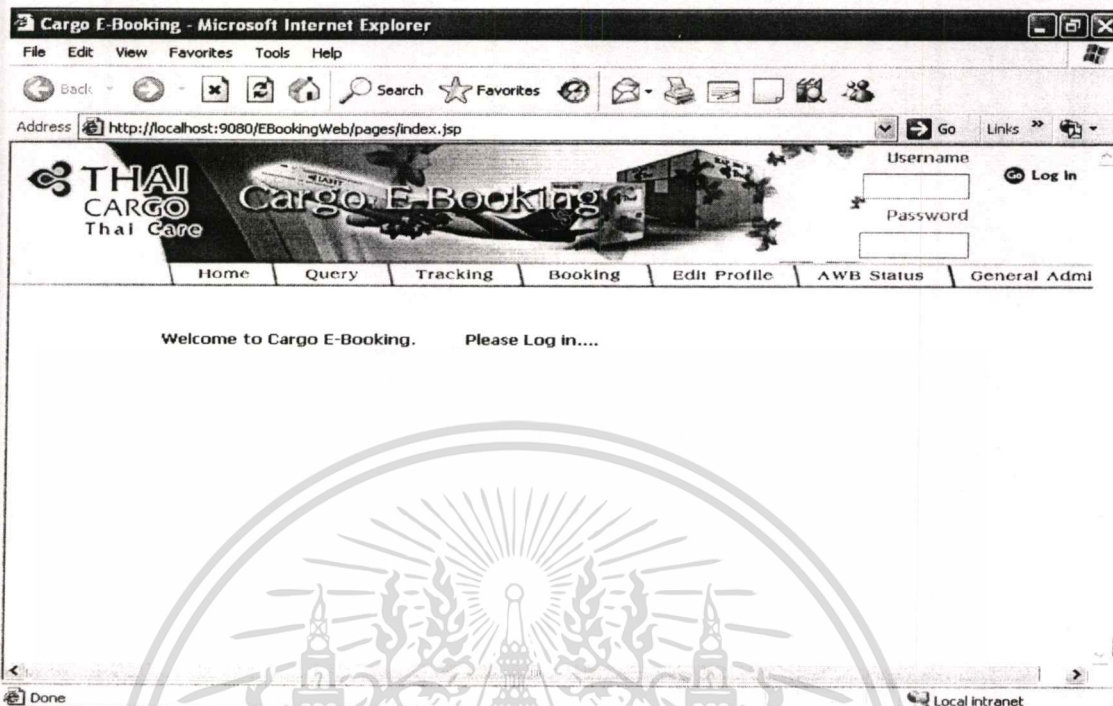 Cargo E-Booking - Microsoft Internet Explorer
File Edit View Favorites Tools Help
Back Search Favorites
Address http://localhost:9080/EBookingWeb/pages/index.jsp Go Links »
THAI
CARGO
Thai Care
Cargo E-Booking
Username
Go Log in
Password
Home Query Tracking Booking Edit Profile AWB Status General Admi
Welcome to Cargo E-Booking. Please Log in....
Done Local intranet